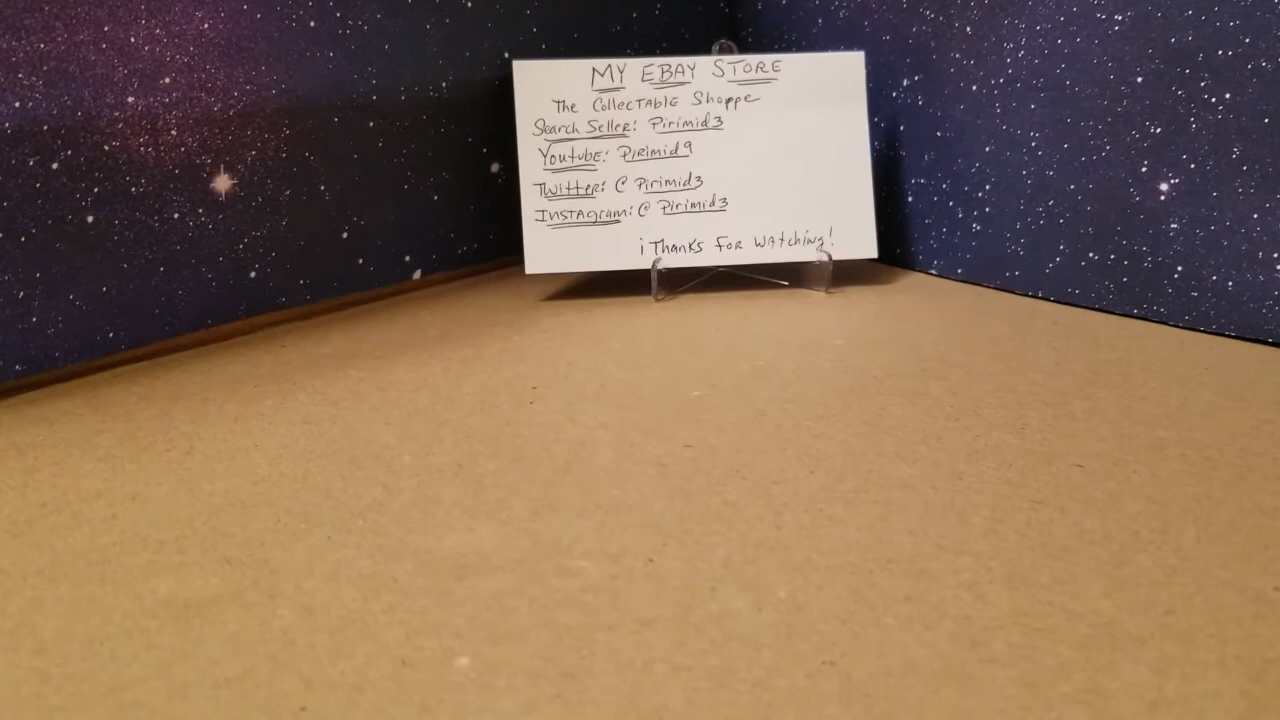 MY EBAY STORE
The CollecTAblE Shoppe
Search Seller: Pirimid3
YoutubE: Pirimid9
Twitter: @ Pirimid3
InsTAgram: @ Pirimid3
¡Thanks For Watching!